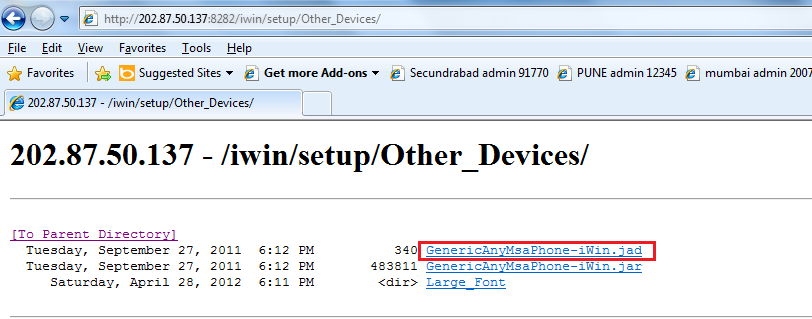 http://202.87.50.137:8282/iwin/setup/Other_Devices/
File Edit View Favorites Tools Help
Favorites Suggested Sites Get more Add-ons Secundrabad admin 91770 PUNE admin 12345 mumbai admin 2007
202.87.50.137 - /iwin/setup/Other_Devices/
202.87.50.137 - /iwin/setup/Other_Devices/
[To Parent Directory]
Tuesday, September 27, 2011 6:12 PM 340 GenericAnyMsaPhone-iWin.jad
Tuesday, September 27, 2011 6:12 PM 483811 GenericAnyMsaPhone-iWin.jar
Saturday, April 28, 2012 6:11 PM <dir> Large_Font